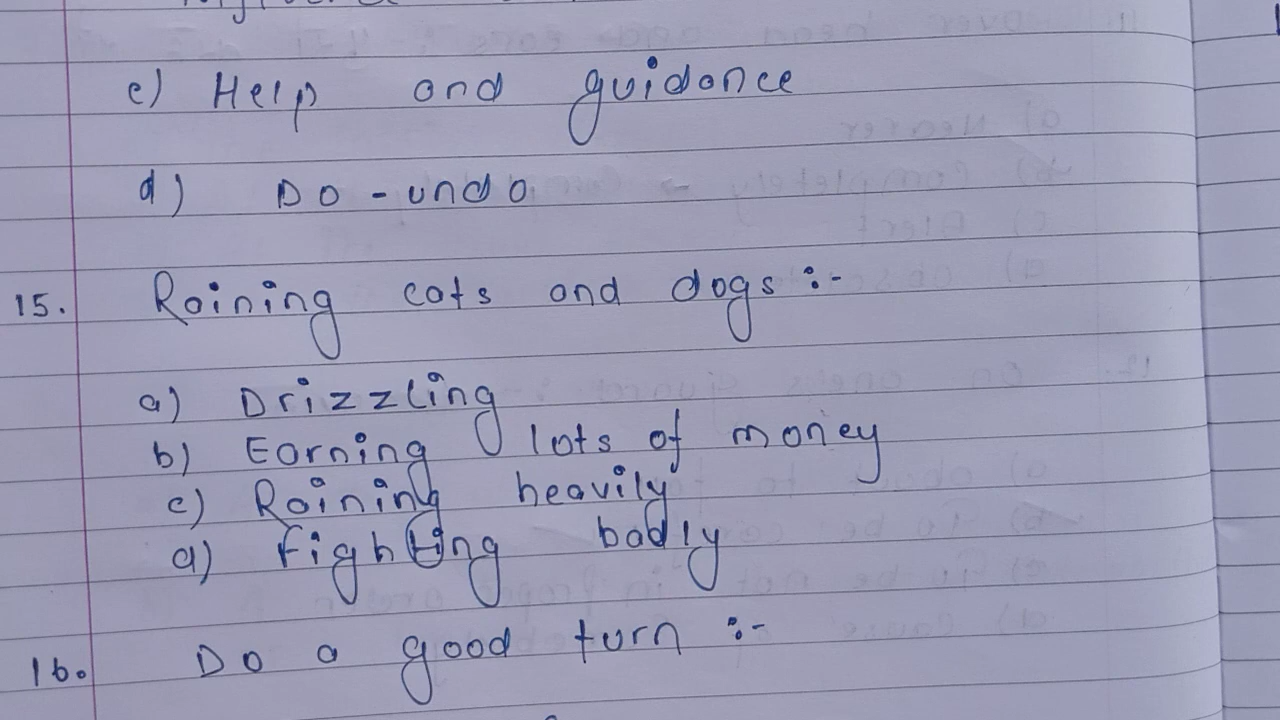 c) Help and guidance
d) Do - undo
15. Raining cats and dogs :-
a) Drizzling
b) Earning lots of money
c) Raining heavily
d) Fighting badly
16. Do a good turn :-